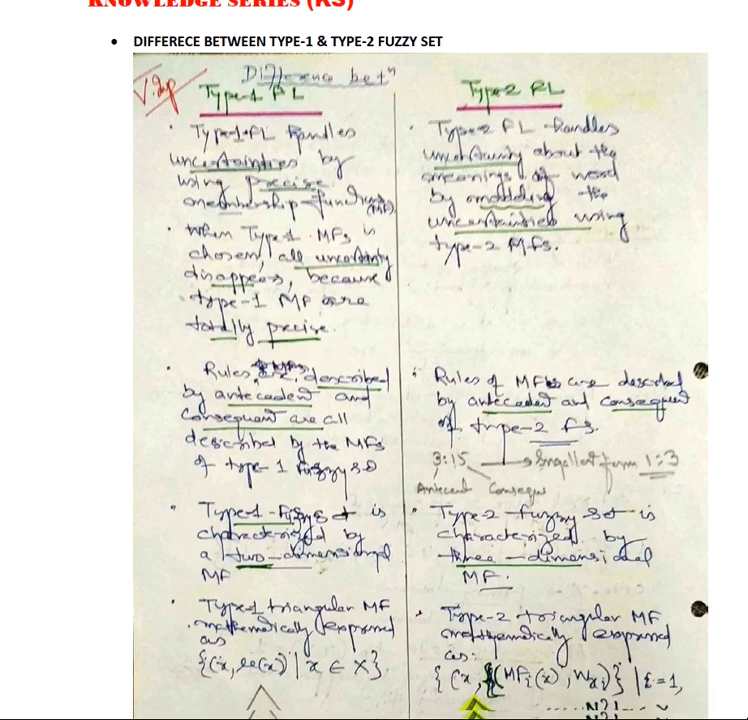 KNOWLEDGE SERIES (KS)
• DIFFERECE BETWEEN TYPE-1 & TYPE-2 FUZZY SET
Difference betn
V.Imp
Type-1 FL
• Type-1 FL handles
uncertainties by
using precise
membership functions
(MF)
• When Type-1 MFs is
chosen, all uncertainty
disappears, because
type-1 MF are
totally precise.
• Rules, described
by antecedent and
consequent are all
described by the MFs
of type-1 fuzzy
• Type-1 - Fuzzy set is
characterized by
a two-dimensional
MF
• Type-1 triangular MF
mathematically expressed
as
Type-2 FL
• Type-2 FL handles
uncertainty about the
meanings of word
by modelling the
uncertainties using
type-2 MFs.
• Rules of MFs are described
by antecedent and consequent
of type-2 FS.
3:15 Smallest form 1:3
Antecedent Consequent
• Type-2 fuzzy set is
characterized by
three-dimensional
MF.
• Type-2 triangular MF
mathematically expressed
as: